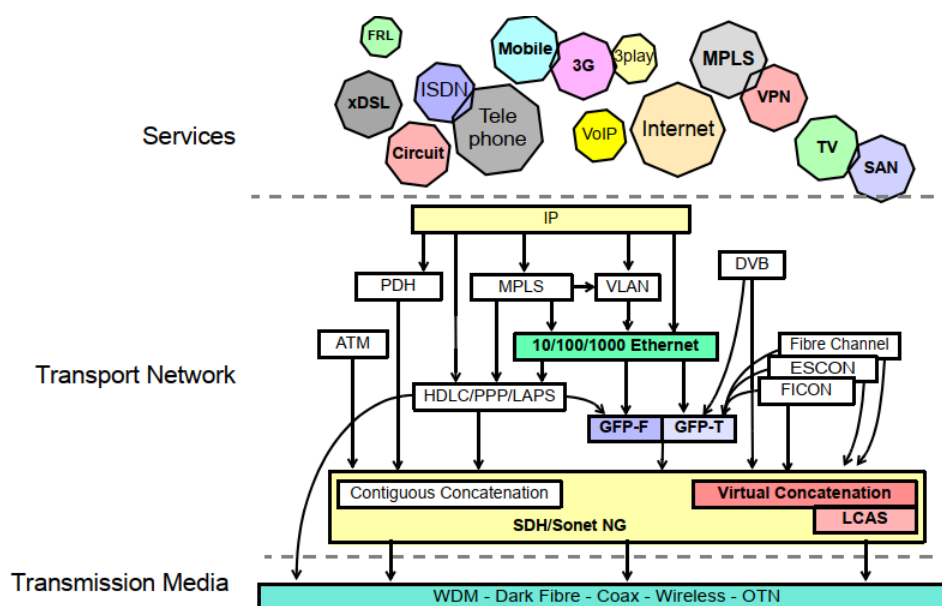 FRL
Mobile
3G
3play
MPLS
xDSL
ISDN
Tele
phone
VoIP
Internet
VPN
Services
Circuit
TV
SAN
IP
PDH
MPLS
VLAN
DVB
ATM
10/100/1000 Ethernet
Fibre Channel
Transport Network
ESCON
HDLC/PPP/LAPS
FICON
GFP-F
GFP-T
Contiguous Concatenation
Virtual Concatenation
SDH/Sonet NG
LCAS
Transmission Media
WDM - Dark Fibre - Coax - Wireless - OTN